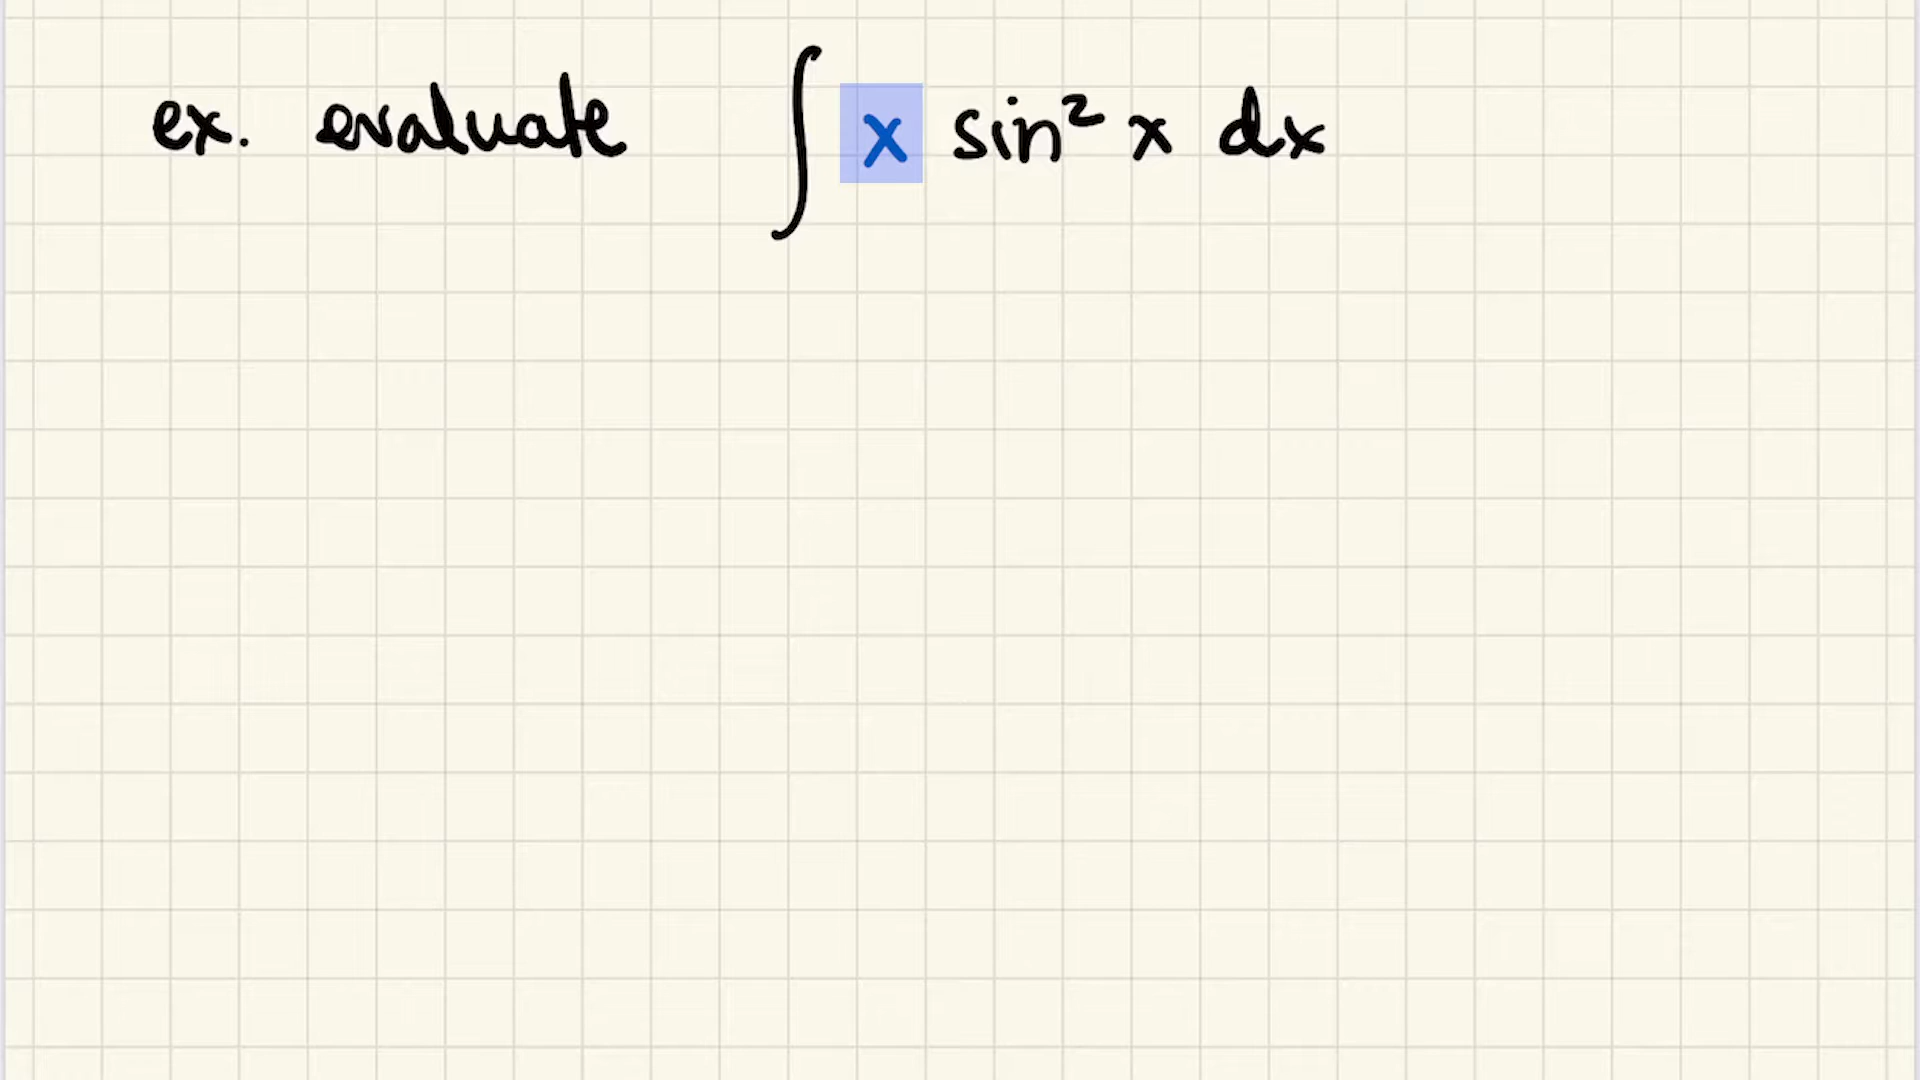 ex. evaluate ∫ x sin² x dx